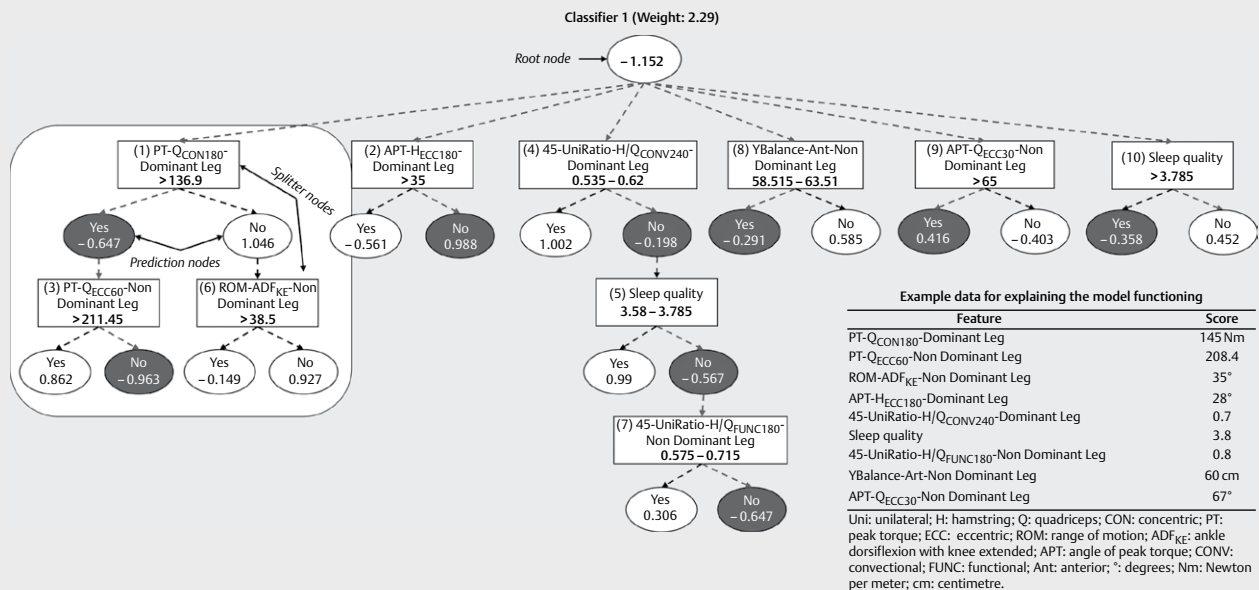 Classifier 1 (Weight: 2.29)
Root node
−1.152
(1) PT-QCON180-
Dominant Leg
>136.9
Splitter nodes
Yes
−0.647
No
1.046
Prediction nodes
(3) PT-QECC60-Non
Dominant Leg
>211.45
Yes
0.862
No
−0.963
(6) ROM-ADFKE-Non
Dominant Leg
>38.5
Yes
−0.149
No
0.927
(2) APT-HECC180-
Dominant Leg
>35
Yes
−0.561
No
0.988
(4) 45-UniRatio-H/QCONV240-
Dominant Leg
0.535–0.62
Yes
1.002
No
−0.198
(5) Sleep quality
3.58–3.785
Yes
0.99
No
−0.567
(7) 45-UniRatio-H/QFUNC180-
Non Dominant Leg
0.575–0.715
Yes
0.306
No
−0.647
(8) YBalance-Ant-Non
Dominant Leg
58.515–63.51
Yes
−0.291
No
0.585
(9) APT-QECC30-Non
Dominant Leg
>65
Yes
0.416
No
−0.403
(10) Sleep quality
>3.785
Yes
−0.358
No
0.452
Example data for explaining the model functioning
Feature Score
PT-QCON180-Dominant Leg 145 Nm
PT-QECC60-Non Dominant Leg 208.4
ROM-ADFKE-Non Dominant Leg 35°
APT-HECC180-Dominant Leg 28°
45-UniRatio-H/QCONV240-Dominant Leg 0.7
Sleep quality 3.8
45-UniRatio-H/QFUNC180-Non Dominant Leg 0.8
YBalance-Art-Non Dominant Leg 60 cm
APT-QECC30-Non Dominant Leg 67°
Uni: unilateral; H: hamstring; Q: quadriceps; CON: concentric; PT:
peak torque; ECC: eccentric; ROM: range of motion; ADFKE: ankle
dorsiflexion with knee extended; APT: angle of peak torque; CONV:
convectional; FUNC: functional; Ant: anterior; °: degrees; Nm: Newton
per meter; cm: centimetre.